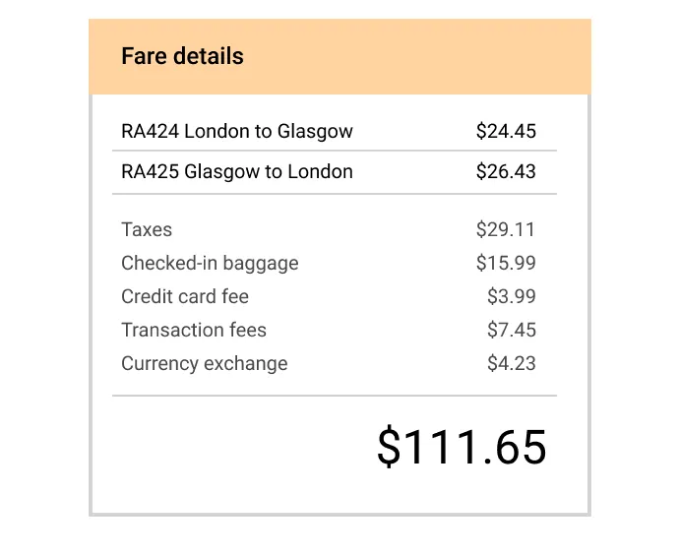 Fare details
RA424 London to Glasgow $24.45
RA425 Glasgow to London $26.43
Taxes $29.11
Checked-in baggage $15.99
Credit card fee $3.99
Transaction fees $7.45
Currency exchange $4.23
$111.65